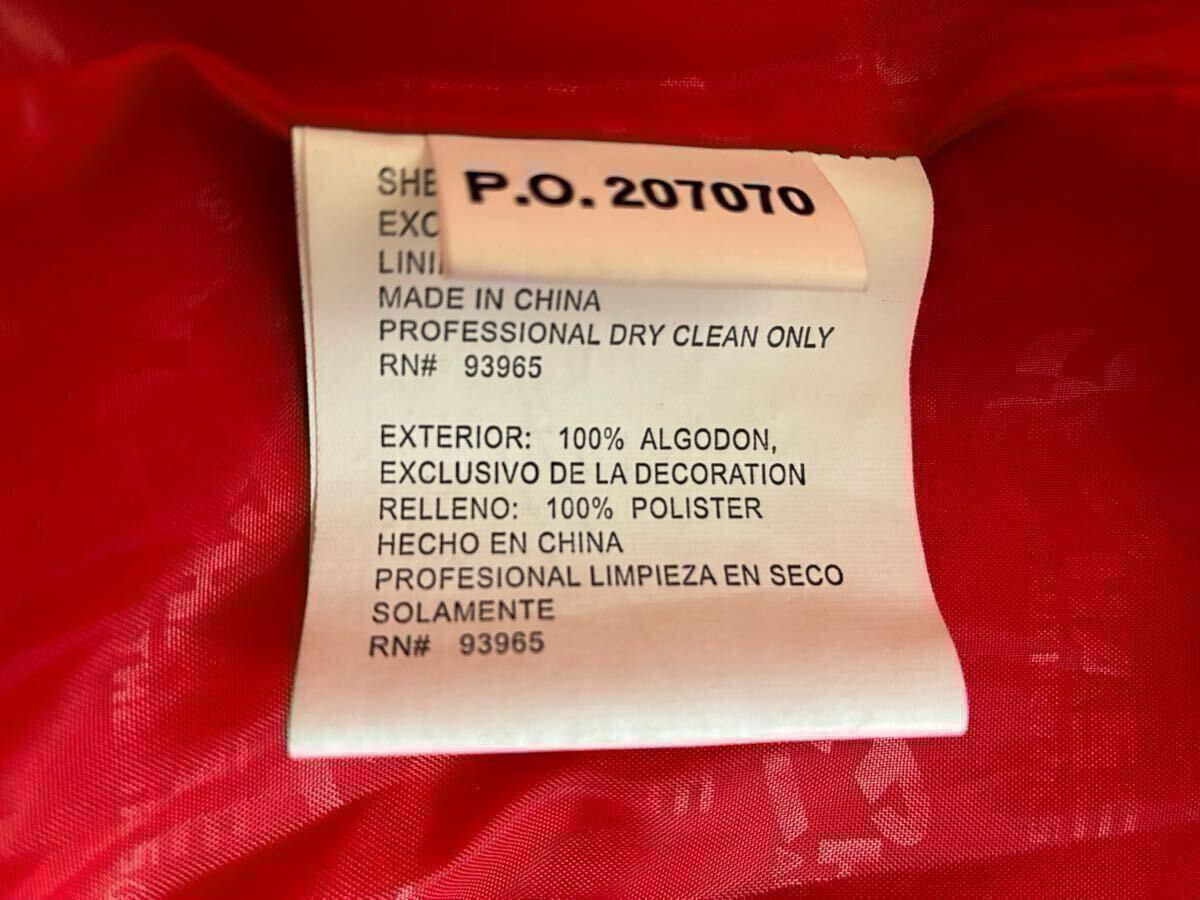 P.O. 207070
SHE
EXC
LINI
MADE IN CHINA
PROFESSIONAL DRY CLEAN ONLY
RN# 93965
EXTERIOR: 100% ALGODON,
EXCLUSIVO DE LA DECORATION
RELLENO: 100% POLISTER
HECHO EN CHINA
PROFESIONAL LIMPIEZA EN SECO
SOLAMENTE
RN# 93965